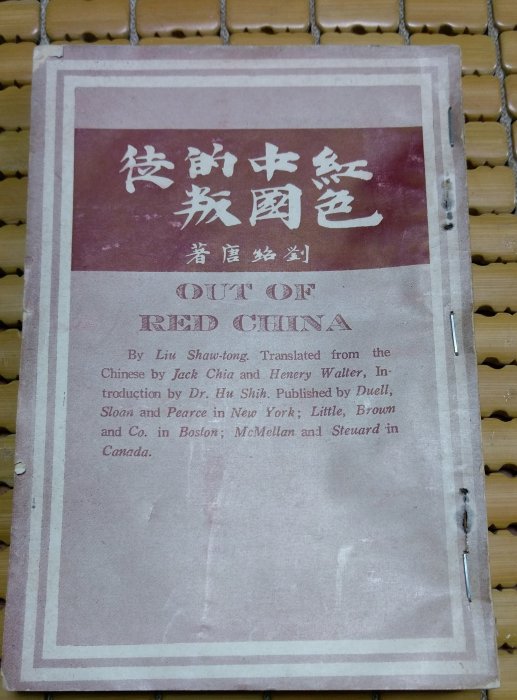 紅色中國的叛徒
劉紹唐著
OUT OF
RED CHINA
By Liu Shaw-tong. Translated from the
Chinese by Jack Chia and Henery Walter, In-
troduction by Dr. Hu Shih. Published by Duell,
Sloan and Pearce in New York; Little, Brown
and Co. in Boston; McMellan and Steuard in
Canada.